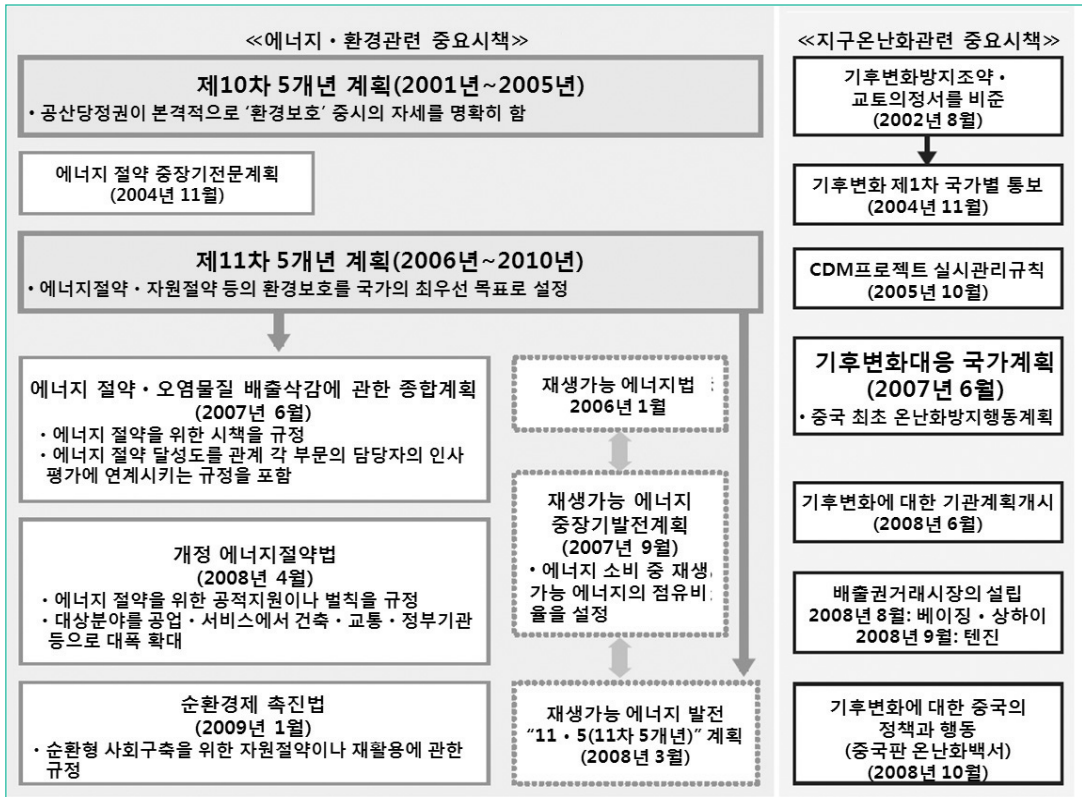 ≪에너지・환경관련 중요시책≫
제10차 5개년 계획(2001년~2005년)
・공산당정권이 본격적으로 ‘환경보호’ 중시의 자세를 명확히 함
에너지 절약 중장기전문계획
(2004년 11월)
제11차 5개년 계획(2006년~2010년)
・에너지절약・자원절약 등의 환경보호를 국가의 최우선 목표로 설정
에너지 절약・오염물질 배출삭감에 관한 종합계획
(2007년 6월)
・에너지 절약을 위한 시책을 규정
・에너지 절약 달성도를 관계 각 부문의 담당자의 인사
평가에 연계시키는 규정을 포함
개정 에너지절약법
(2008년 4월)
・에너지 절약을 위한 공적지원이나 벌칙을 규정
・대상분야를 공업・서비스에서 건축・교통・정부기관
등으로 대폭 확대
순환경제 촉진법
(2009년 1월)
・순환형 사회구축을 위한 자원절약이나 재활용에 관한
규정
재생가능 에너지법
2006년 1월
재생가능 에너지
중장기발전계획
(2007년 9월)
・에너지 소비 중 재생
가능 에너지의 점유비
율을 설정
재생가능 에너지 발전
“11・5(11차 5개년)” 계획
(2008년 3월)
≪지구온난화관련 중요시책≫
기후변화방지조약・
교토의정서를 비준
(2002년 8월)
기후변화 제1차 국가별 통보
(2004년 11월)
CDM프로젝트 실시관리규칙
(2005년 10월)
기후변화대응 국가계획
(2007년 6월)
・중국 최초 온난화방지행동계획
기후변화에 대한 기관계획개시
(2008년 6월)
배출권거래시장의 설립
2008년 8월: 베이징・상하이
2008년 9월: 텐진
기후변화에 대한 중국의
정책과 행동
(중국판 온난화백서)
(2008년 10월)